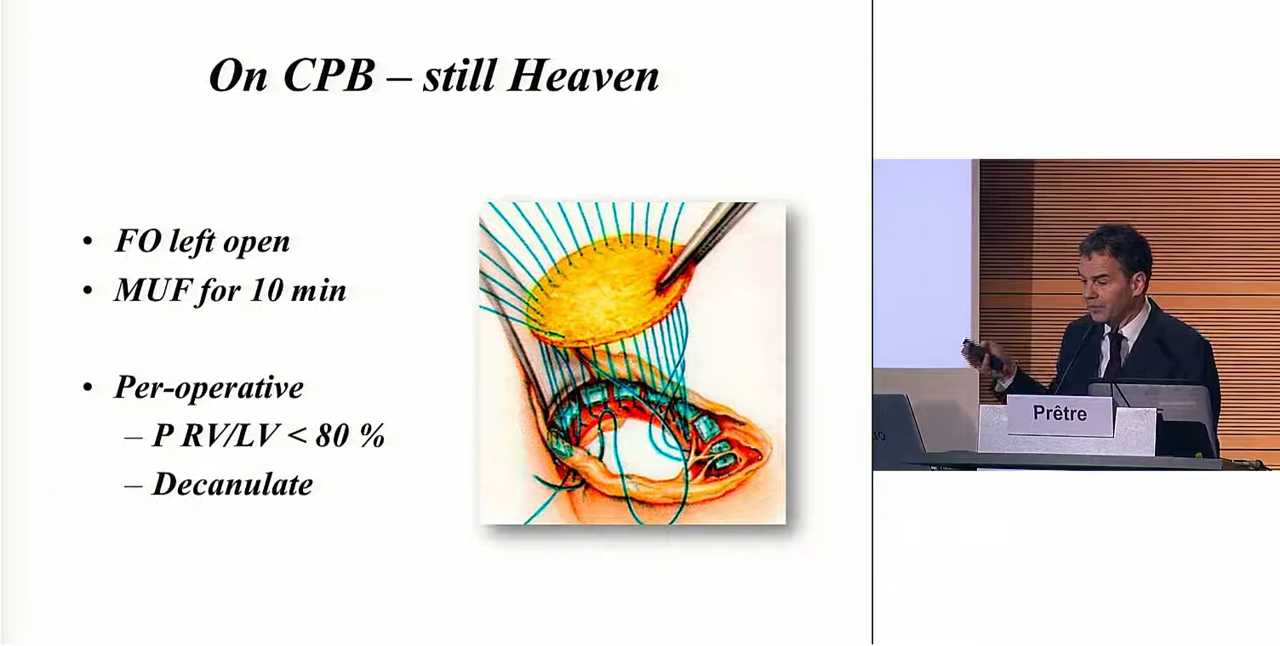 On CPB – still Heaven
• FO left open
• MUF for 10 min
• Per-operative
– P RV/LV < 80 %
– Decanulate
Prêtre